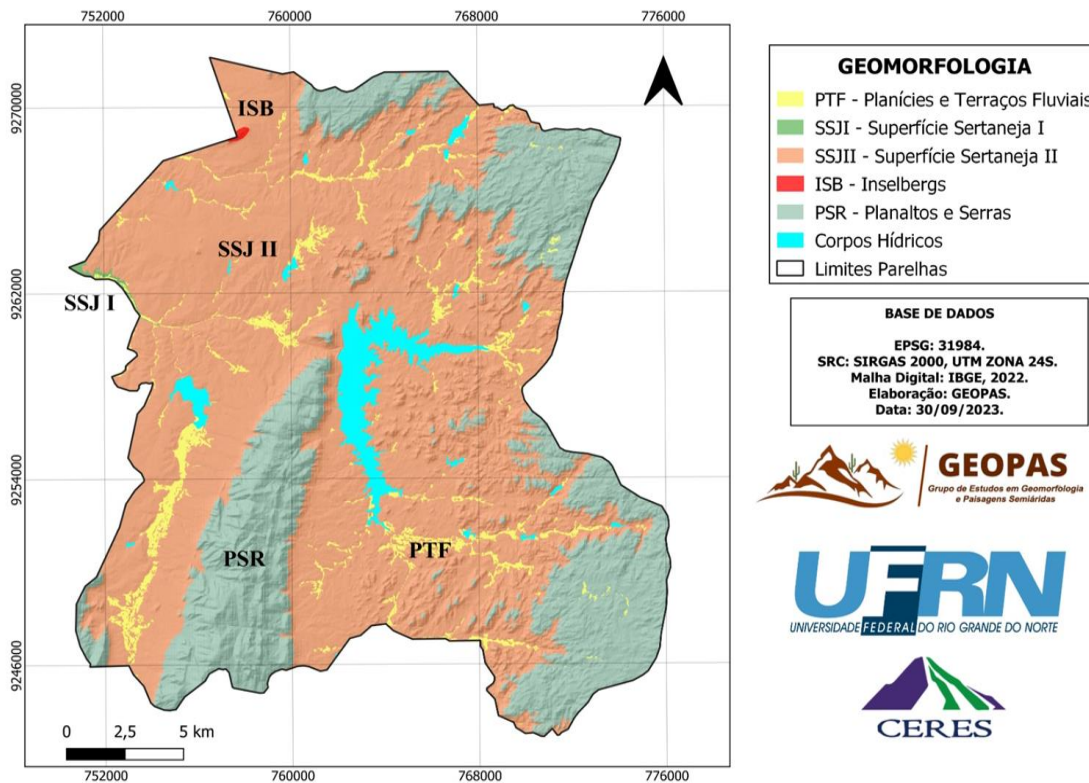 752000 760000 768000 776000
9270000
9262000
9254000
9246000
ISB
SSJ II
SSJ I
PSR
PTF
0 2,5 5 km
752000 760000 768000 776000
GEOMORFOLOGIA
PTF - Planícies e Terraços Fluviais
SSJI - Superfície Sertaneja I
SSJII - Superfície Sertaneja II
ISB - Inselbergs
PSR - Planaltos e Serras
Corpos Hídricos
Limites Parelhas
BASE DE DADOS
EPSG: 31984.
SRC: SIRGAS 2000, UTM ZONA 24S.
Malha Digital: IBGE, 2022.
Elaboração: GEOPAS.
Data: 30/09/2023.
GEOPAS
Grupo de Estudos em Geomorfologia
e Paisagens Semiáridas
UFRN
UNIVERSIDADE FEDERAL DO RIO GRANDE DO NORTE
CERES